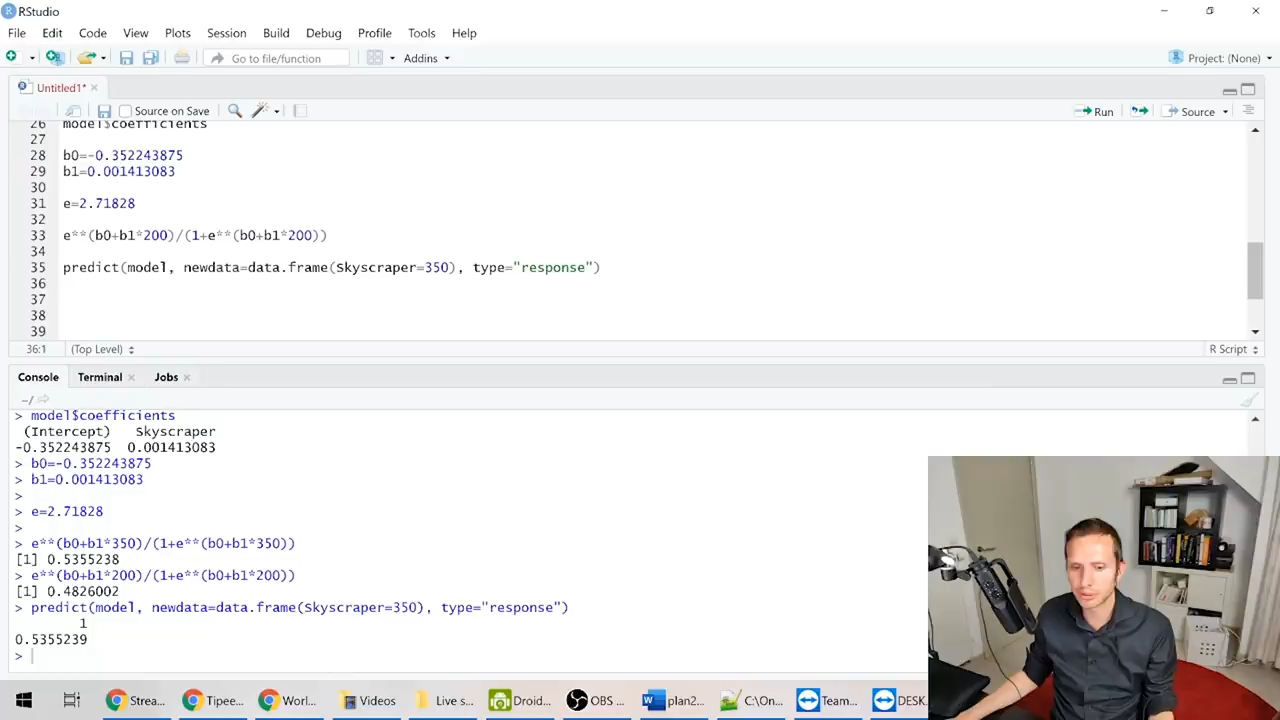 RStudio
File Edit Code View Plots Session Build Debug Profile Tools Help
Go to file/function Addins Project: (None)
Untitled1*
Source on Save Run Source
26 model$coefficients
27
28 b0=-0.352243875
29 b1=0.001413083
30
31 e=2.71828
32
33 e**(b0+b1*200)/(1+e**(b0+b1*200))
34
35 predict(model, newdata=data.frame(Skyscraper=350), type="response")
36
37
38
39
36:1 (Top Level) R Script
Console Terminal Jobs
~/
> model$coefficients
(Intercept) Skyscraper
-0.352243875 0.001413083
> b0=-0.352243875
> b1=0.001413083
>
> e=2.71828
>
> e**(b0+b1*350)/(1+e**(b0+b1*350))
[1] 0.5355238
> e**(b0+b1*200)/(1+e**(b0+b1*200))
[1] 0.4826002
> predict(model, newdata=data.frame(Skyscraper=350), type="response")
1
0.5355239
>
Strea... Tipee... Worl... Videos Live s... Droid... OBS ... plan2... C:\On... Team... DESK